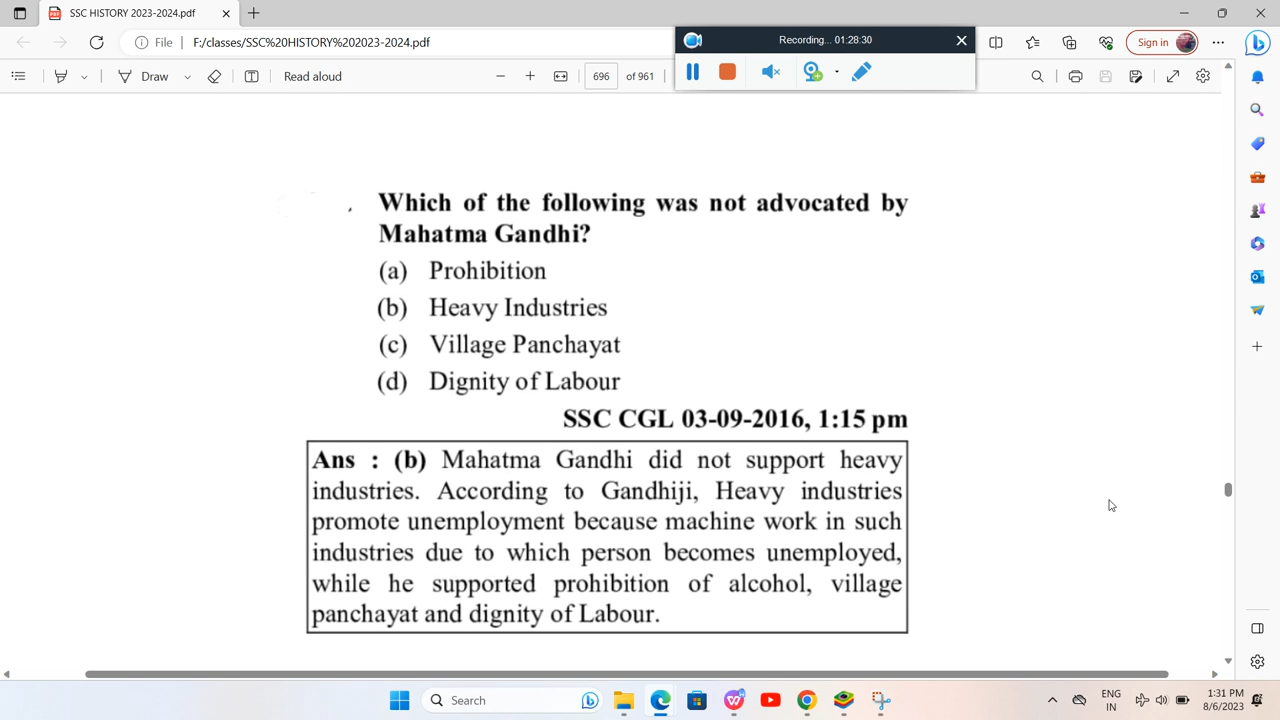 SSC HISTORY 2023-2024.pdf
File F:/classes/SSC%20HISTORY%202023-2024.pdf
Recording... 01:28:30
Sign in
Draw
Read aloud
696 of 961
Which of the following was not advocated by
Mahatma Gandhi?
(a) Prohibition
(b) Heavy Industries
(c) Village Panchayat
(d) Dignity of Labour
SSC CGL 03-09-2016, 1:15 pm
Ans : (b) Mahatma Gandhi did not support heavy
industries. According to Gandhiji, Heavy industries
promote unemployment because machine work in such
industries due to which person becomes unemployed,
while he supported prohibition of alcohol, village
panchayat and dignity of Labour.
Search
ENG
IN
1:31 PM
8/6/2023